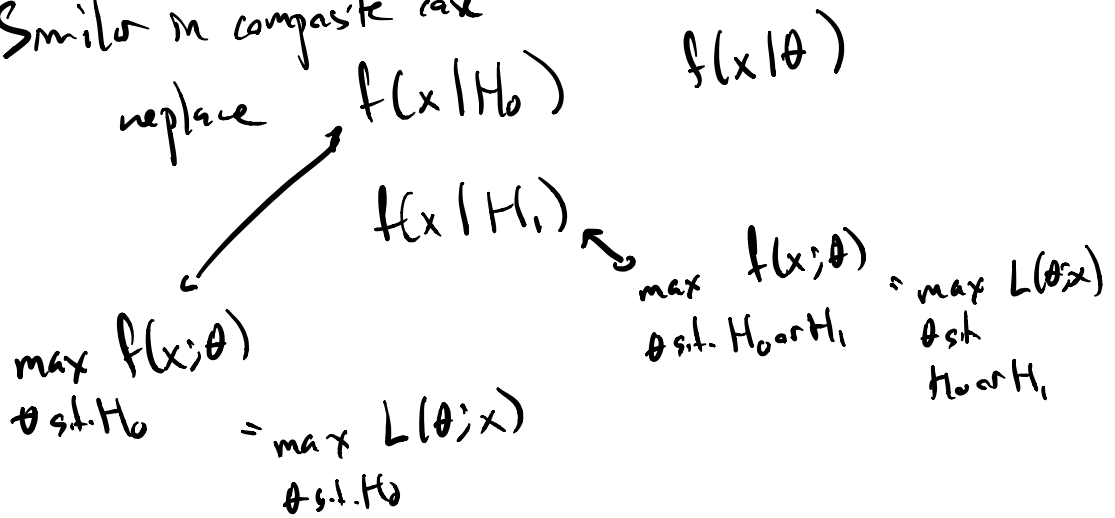 Similar in composite case
replace f(x|H₀) f(x|θ)
f(x|H₁)
max f(x;θ) = max L(θ;x)
θ s.t. H₀ or H₁ θ s.t.
H₀ or H₁
max f(x;θ)
θ s.t. H₀ = max L(θ;x)
θ s.t. H₀